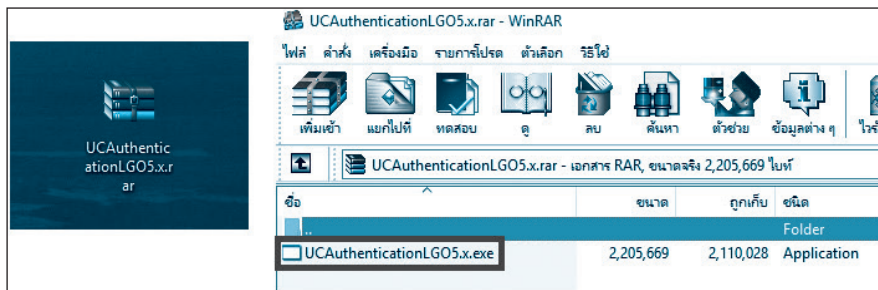 UCAuthentic
ationLGO5.x.r
ar
UCAuthenticationLGO5.x.rar - WinRAR
ไฟล์ คำสั่ง เครื่องมือ รายการโปรด ตัวเลือก วิธีใช้
เพิ่มเข้า แยกไปที่ ทดสอบ ดู ลบ ค้นหา ตัวช่วย ข้อมูลต่าง ๆ
UCAuthenticationLGO5.x.rar - เอกสาร RAR, ขนาดจริง 2,205,669 ไบท์
ชื่อ ขนาด ถูกเก็บ ชนิด
.. Folder
UCAuthenticationLGO5.x.exe 2,205,669 2,110,028 Application